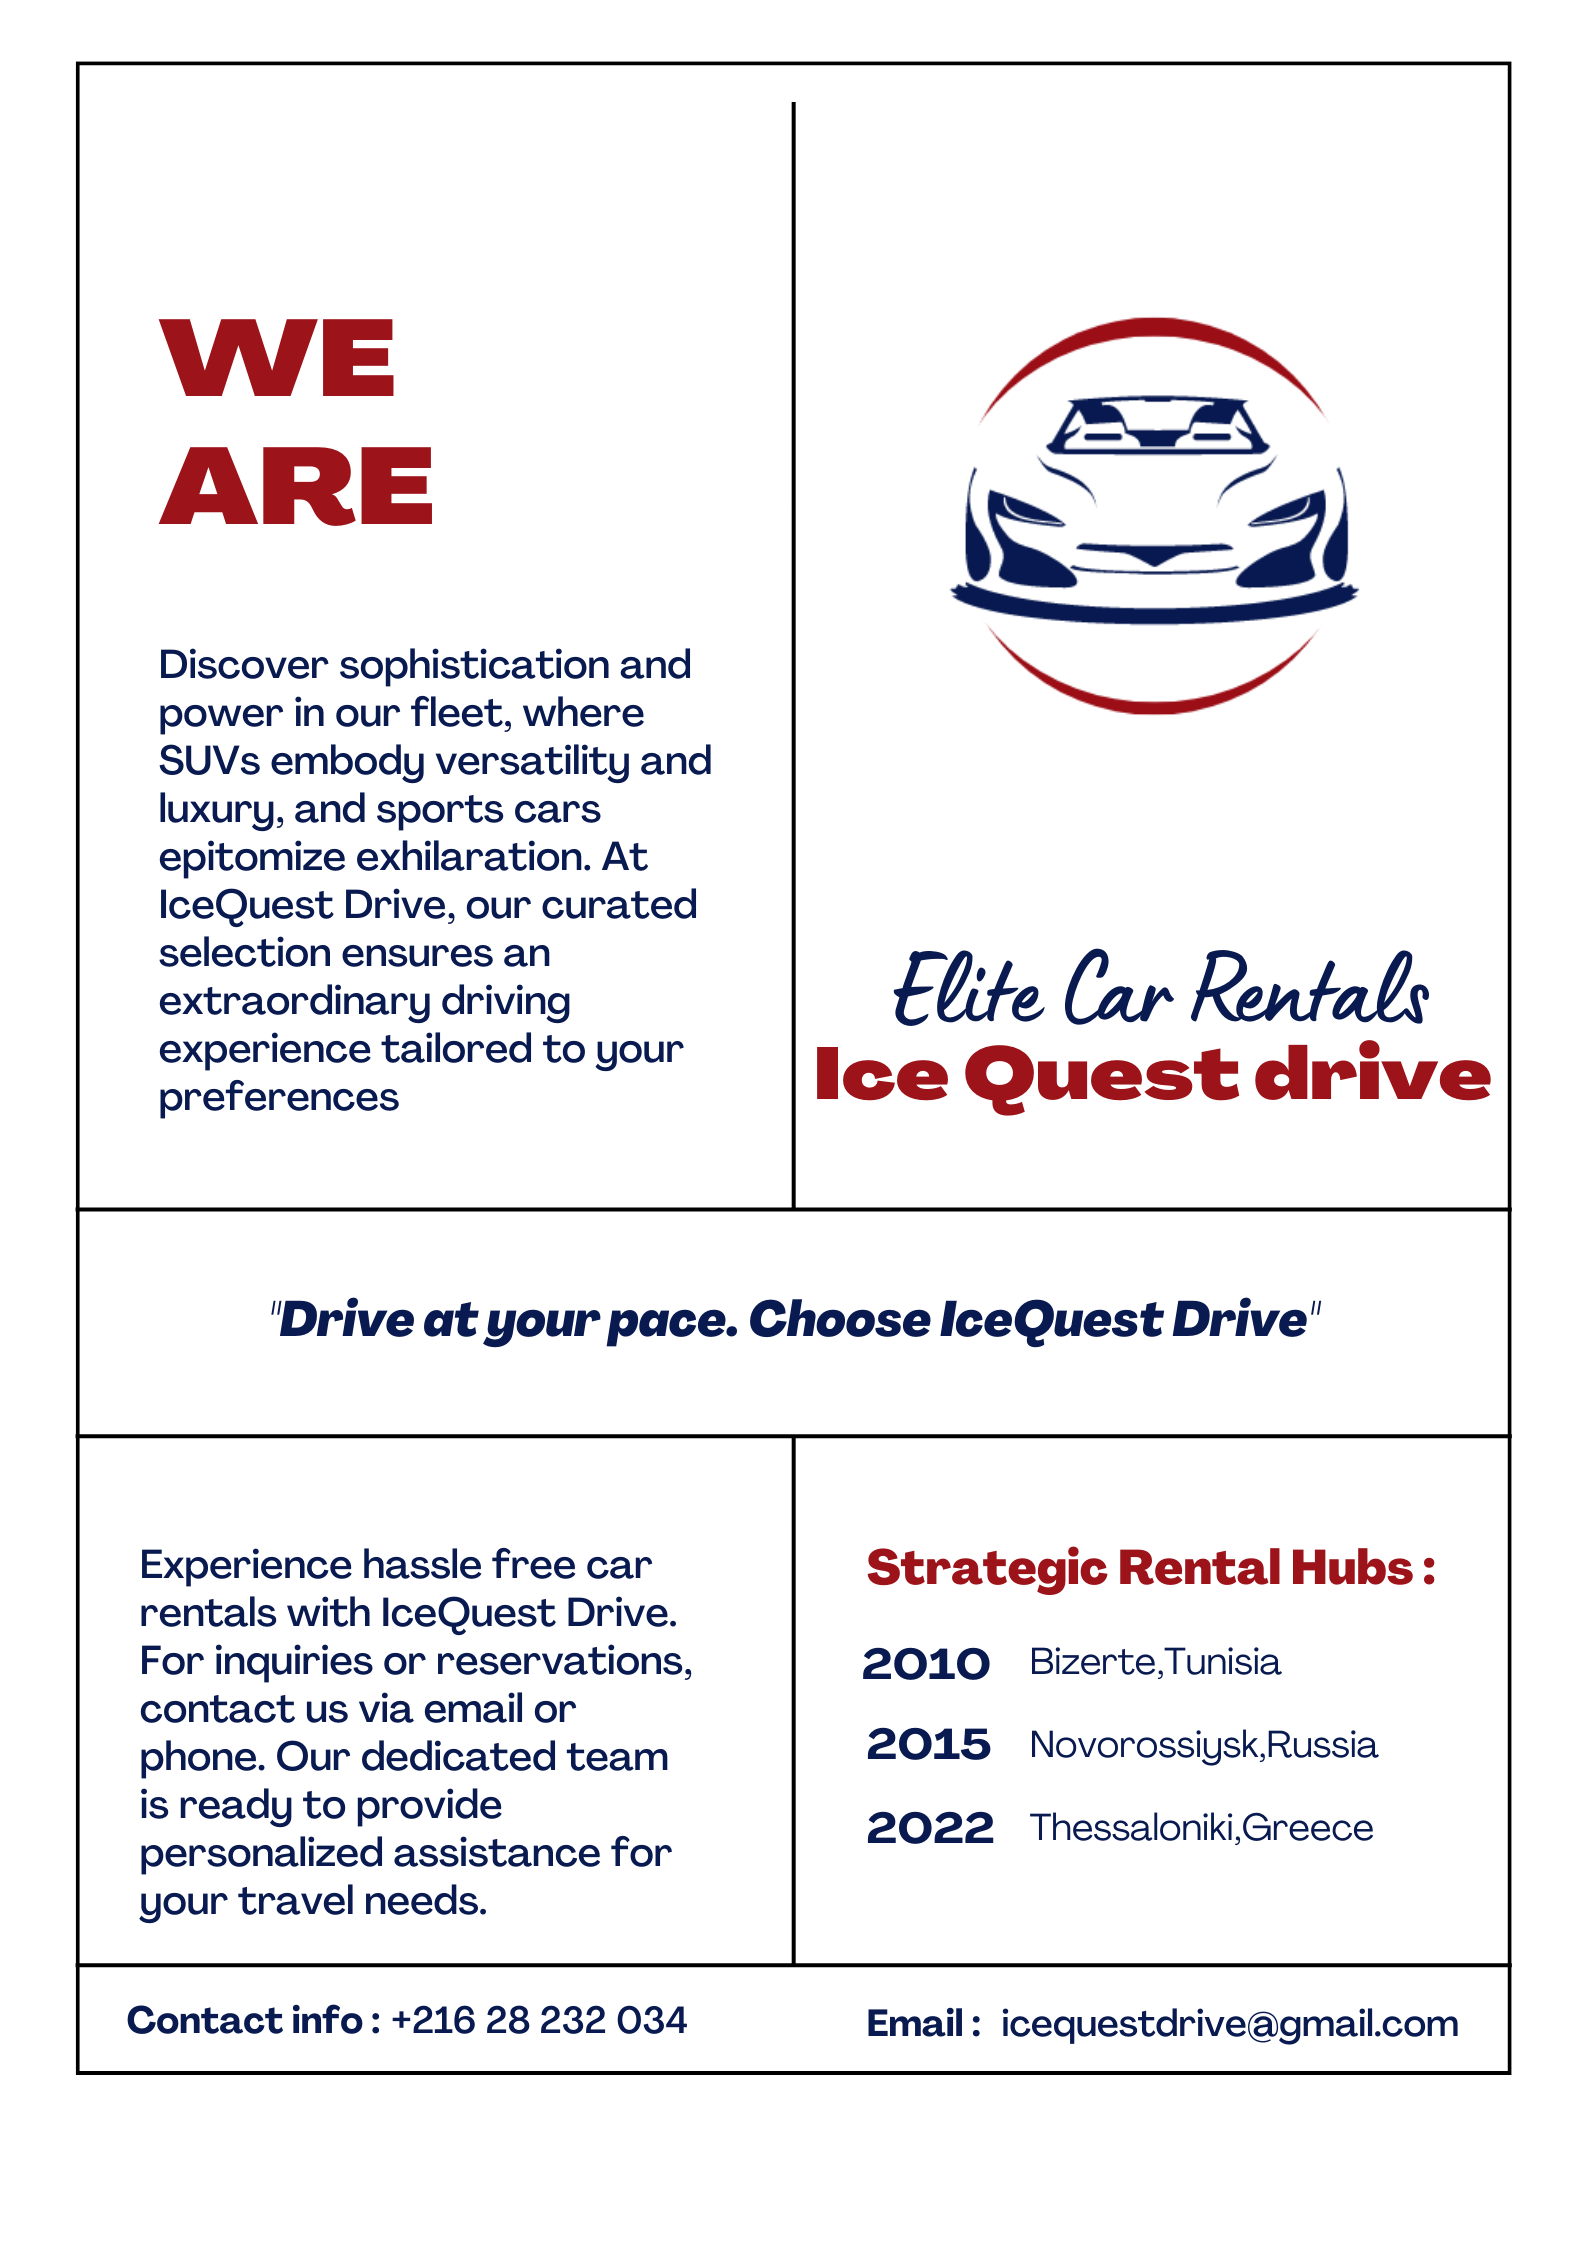 WE
ARE
Discover sophistication and
power in our fleet, where
SUVs embody versatility and
luxury, and sports cars
epitomize exhilaration. At
IceQuest Drive, our curated
selection ensures an
extraordinary driving
experience tailored to your
preferences
Elite Car Rentals
Ice Quest drive
"Drive at your pace. Choose IceQuest Drive"
Experience hassle free car
rentals with IceQuest Drive.
For inquiries or reservations,
contact us via email or
phone. Our dedicated team
is ready to provide
personalized assistance for
your travel needs.
Strategic Rental Hubs :
2010 Bizerte,Tunisia
2015 Novorossiysk,Russia
2022 Thessaloniki,Greece
Contact info : +216 28 232 034
Email : icequestdrive@gmail.com